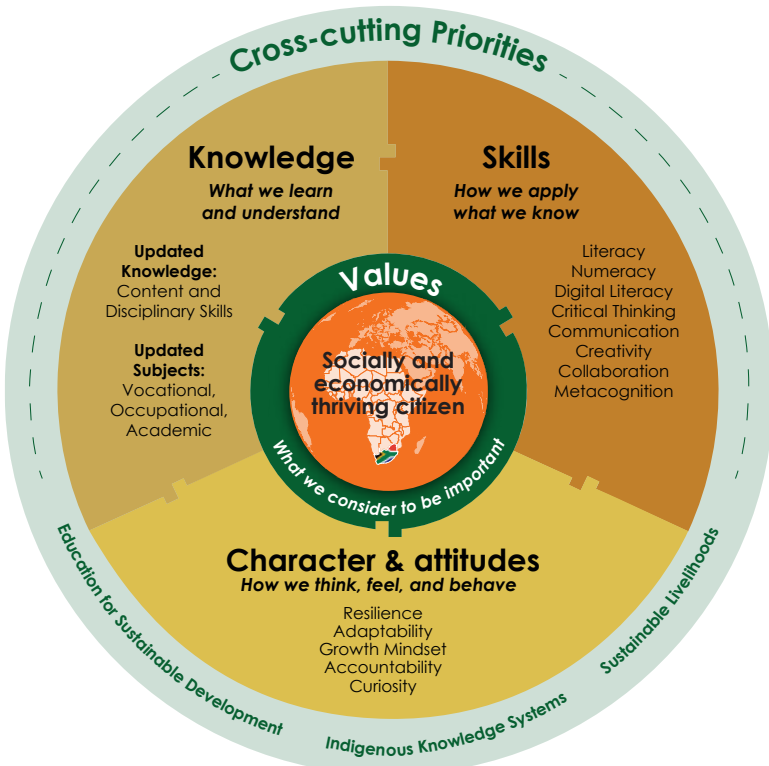 Cross-cutting Priorities
Knowledge
What we learn
and understand
Updated
Knowledge:
Content and
Disciplinary Skills
Updated
Subjects:
Vocational,
Occupational,
Academic
Skills
How we apply
what we know
Literacy
Numeracy
Digital Literacy
Critical Thinking
Communication
Creativity
Collaboration
Metacognition
Values
Socially and
economically
thriving citizen
What we consider to be important
Character & attitudes
How we think, feel, and behave
Resilience
Adaptability
Growth Mindset
Accountability
Curiosity
Education for Sustainable Development
Indigenous Knowledge Systems
Sustainable Livelihoods